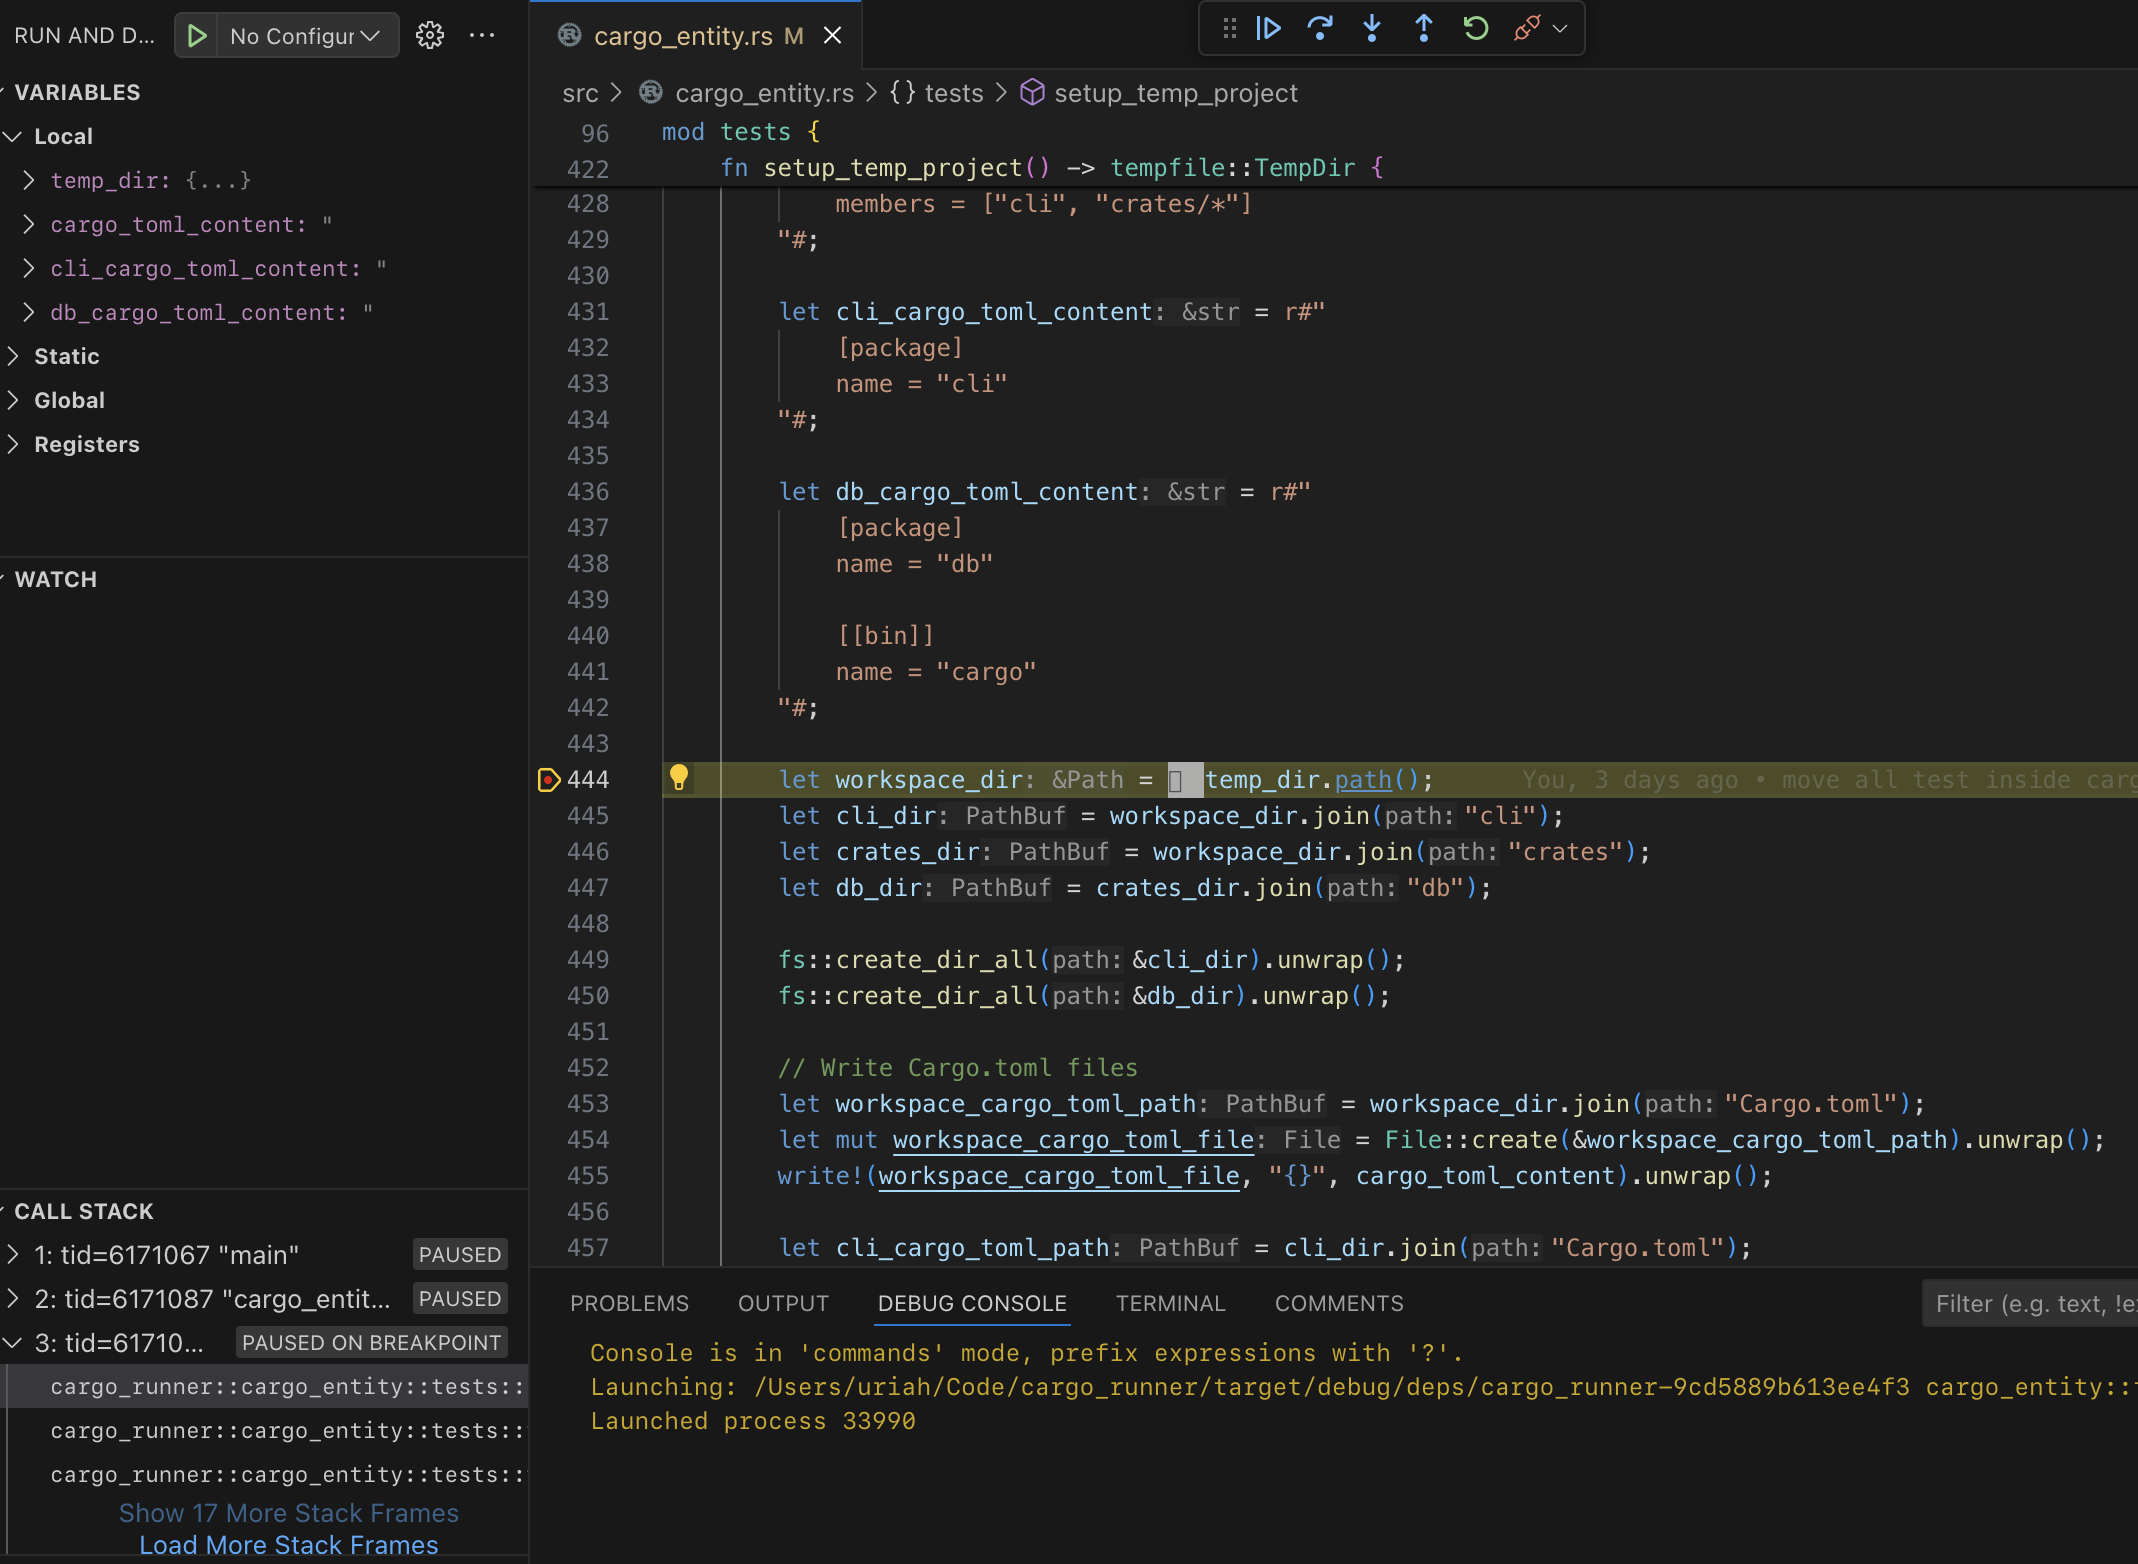 RUN AND D...
No Configur
cargo_entity.rs M
VARIABLES
Local
temp_dir: {...}
cargo_toml_content: "
cli_cargo_toml_content: "
db_cargo_toml_content: "
Static
Global
Registers
WATCH
CALL STACK
1: tid=6171067 "main" PAUSED
2: tid=6171087 "cargo_entit... PAUSED
3: tid=61710... PAUSED ON BREAKPOINT
cargo_runner::cargo_entity::tests::
cargo_runner::cargo_entity::tests::
cargo_runner::cargo_entity::tests::
Show 17 More Stack Frames
Load More Stack Frames
src > cargo_entity.rs > {} tests > setup_temp_project
96 mod tests {
422 fn setup_temp_project() -> tempfile::TempDir {
428 members = ["cli", "crates/*"]
429 "#;
430
431 let cli_cargo_toml_content: &str = r#"
432 [package]
433 name = "cli"
434 "#;
435
436 let db_cargo_toml_content: &str = r#"
437 [package]
438 name = "db"
439
440 [[bin]]
441 name = "cargo"
442 "#;
443
444 let workspace_dir: &Path = temp_dir.path(); You, 3 days ago • move all test inside carg
445 let cli_dir: PathBuf = workspace_dir.join(path: "cli");
446 let crates_dir: PathBuf = workspace_dir.join(path: "crates");
447 let db_dir: PathBuf = crates_dir.join(path: "db");
448
449 fs::create_dir_all(path: &cli_dir).unwrap();
450 fs::create_dir_all(path: &db_dir).unwrap();
451
452 // Write Cargo.toml files
453 let workspace_cargo_toml_path: PathBuf = workspace_dir.join(path: "Cargo.toml");
454 let mut workspace_cargo_toml_file: File = File::create(&workspace_cargo_toml_path).unwrap();
455 write!(workspace_cargo_toml_file, "{}", cargo_toml_content).unwrap();
456
457 let cli_cargo_toml_path: PathBuf = cli_dir.join(path: "Cargo.toml");
PROBLEMS OUTPUT DEBUG CONSOLE TERMINAL COMMENTS
Filter (e.g. text, !ex
Console is in 'commands' mode, prefix expressions with '?'.
Launching: /Users/uriah/Code/cargo_runner/target/debug/deps/cargo_runner-9cd5889b613ee4f3 cargo_entity::
Launched process 33990